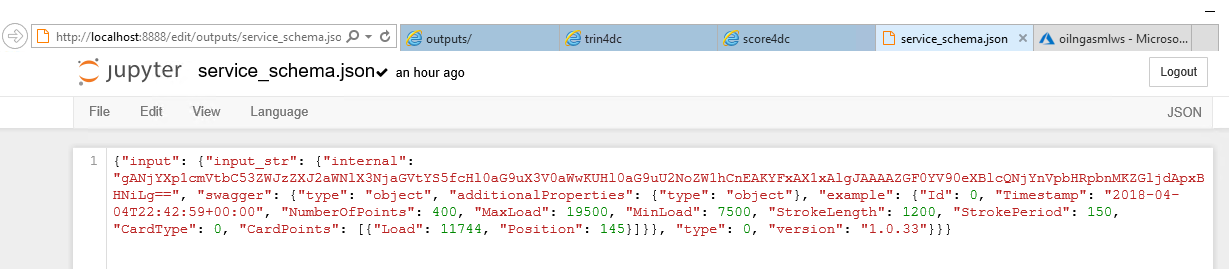 http://localhost:8888/edit/outputs/service_schema.jso
outputs/
trin4dc
score4dc
service_schema.json
oilngasmlws - Microso...
jupyter service_schema.json an hour ago
Logout
File Edit View Language
JSON
1 {"input": {"input_str": {"internal":
"gANjYXp1cmVtbC53ZWJzZXJ2aWNlX3NjaGVtYS5fcHl0aG9uX3V0aWwKUHl0aG9uU2NoZW1hCnEAKYFxAX1xAlgJAAAAZGF0YV90eXBlcQNjYnVpbHRpbnMKZGljdApxB
HNiLg==", "swagger": {"type": "object", "additionalProperties": {"type": "object"}, "example": {"Id": 0, "Timestamp": "2018-04-
04T22:42:59+00:00", "NumberOfPoints": 400, "MaxLoad": 19500, "MinLoad": 7500, "StrokeLength": 1200, "StrokePeriod": 150,
"CardType": 0, "CardPoints": [{"Load": 11744, "Position": 145}]}}, "type": 0, "version": "1.0.33"}}}